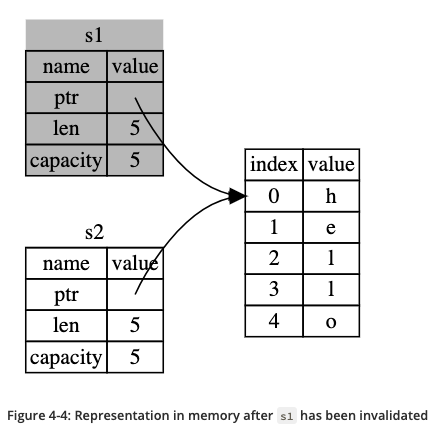 s1
name value
ptr
len 5
capacity 5
s2
name value
ptr
len 5
capacity 5
index value
0 h
1 e
2 l
3 l
4 o
Figure 4-4: Representation in memory after s1 has been invalidated